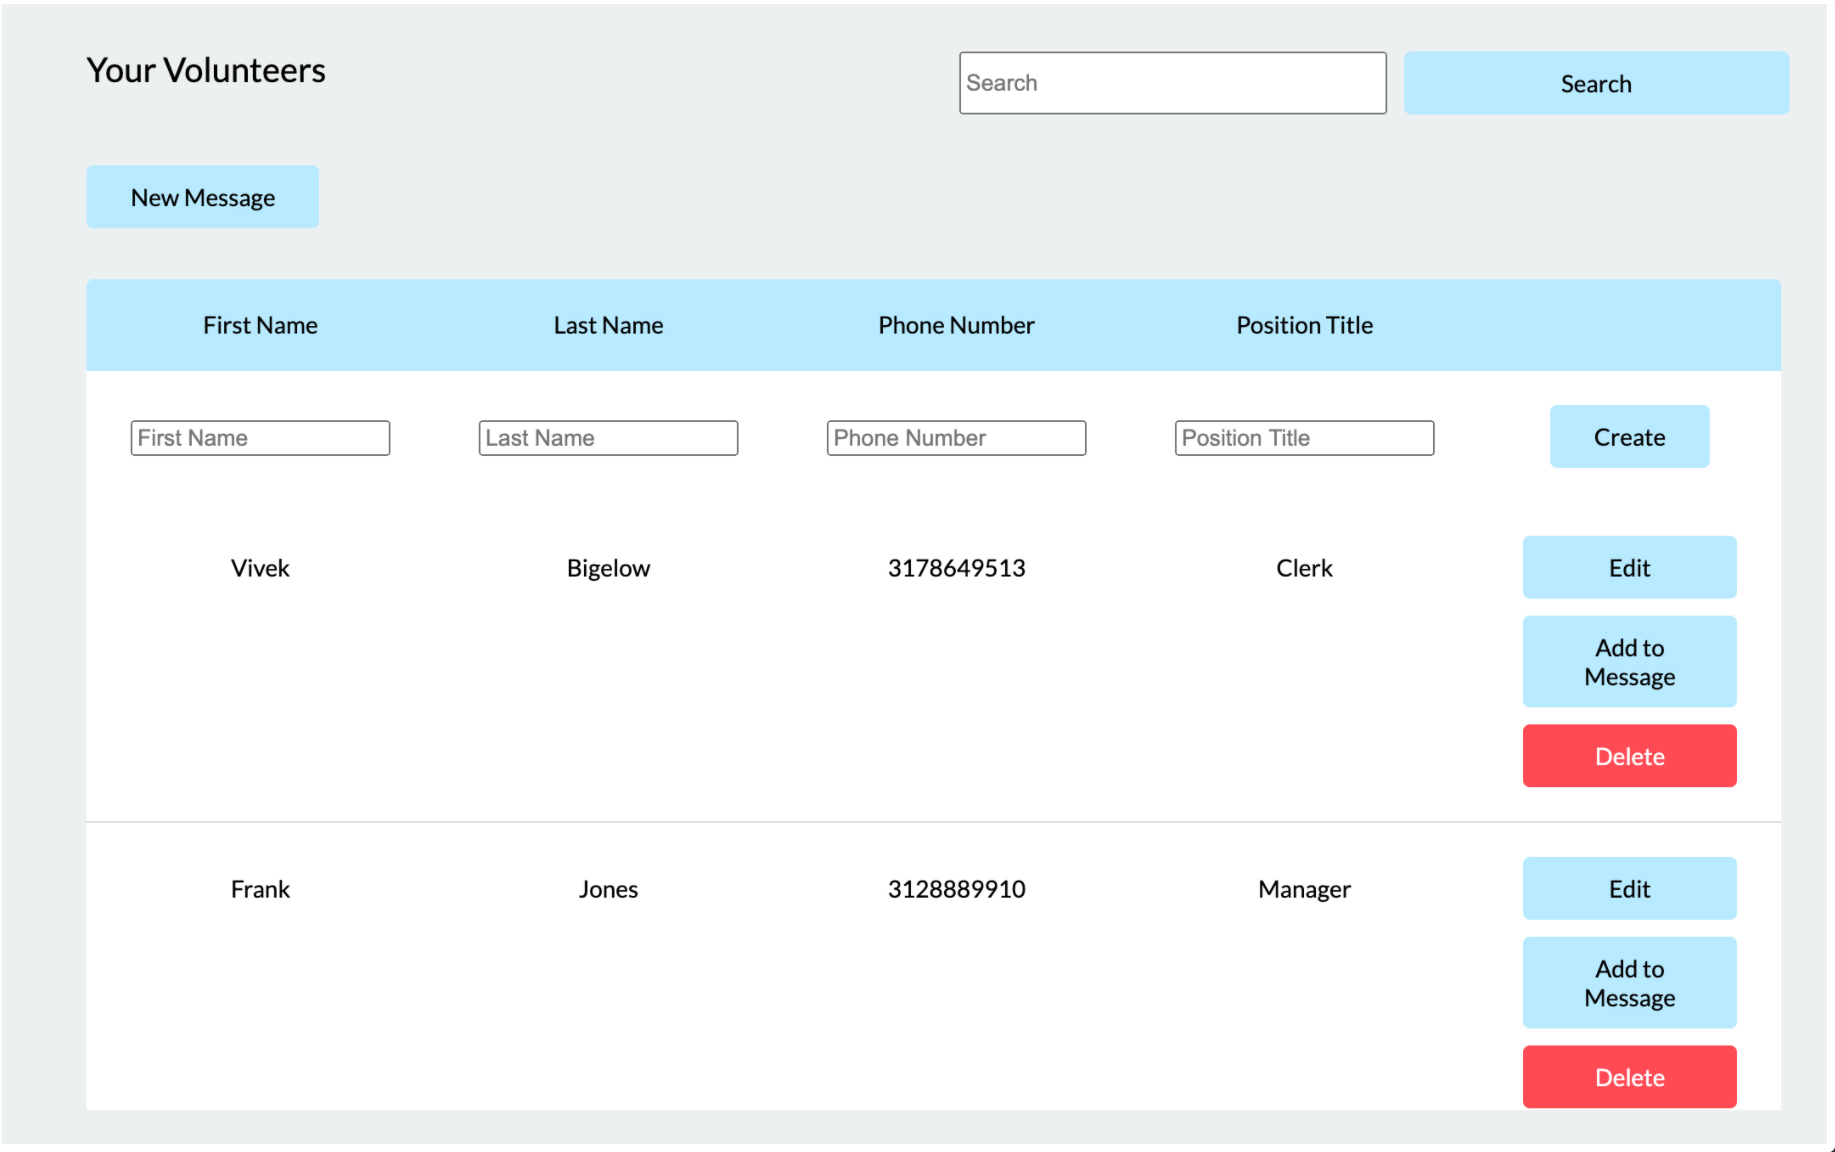 Your Volunteers
Search Search
New Message
First Name Last Name Phone Number Position Title
First Name Last Name Phone Number Position Title Create
Vivek Bigelow 3178649513 Clerk Edit
Add to
Message
Delete
Frank Jones 3128889910 Manager Edit
Add to
Message
Delete